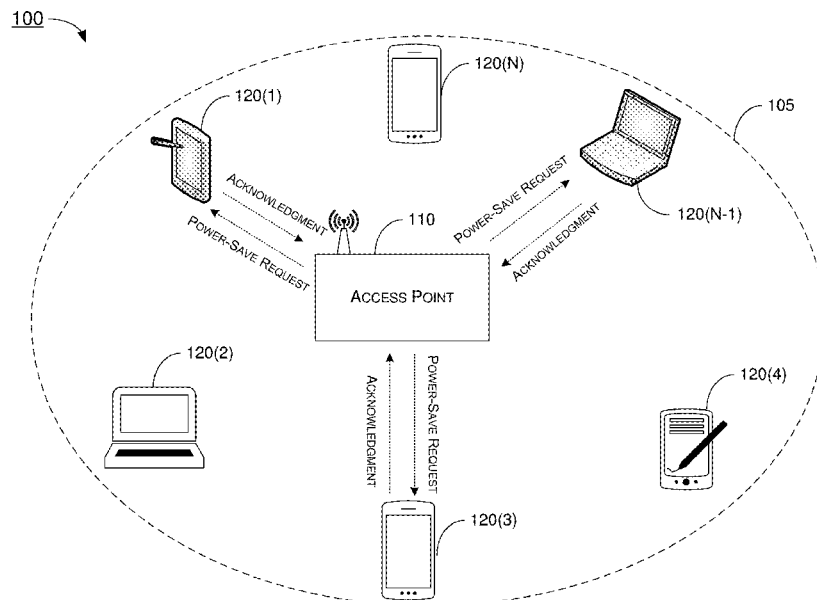 100
120(N)
120(1)
105
ACKNOWLEDGMENT
POWER-SAVE REQUEST
POWER-SAVE REQUEST
ACKNOWLEDGMENT
120(N-1)
110
ACCESS POINT
120(2)
ACKNOWLEDGMENT
POWER-SAVE REQUEST
120(4)
120(3)